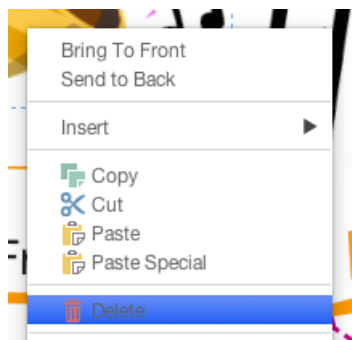 Bring To Front
Send to Back
Insert
Copy
Cut
Paste
Paste Special
Delete